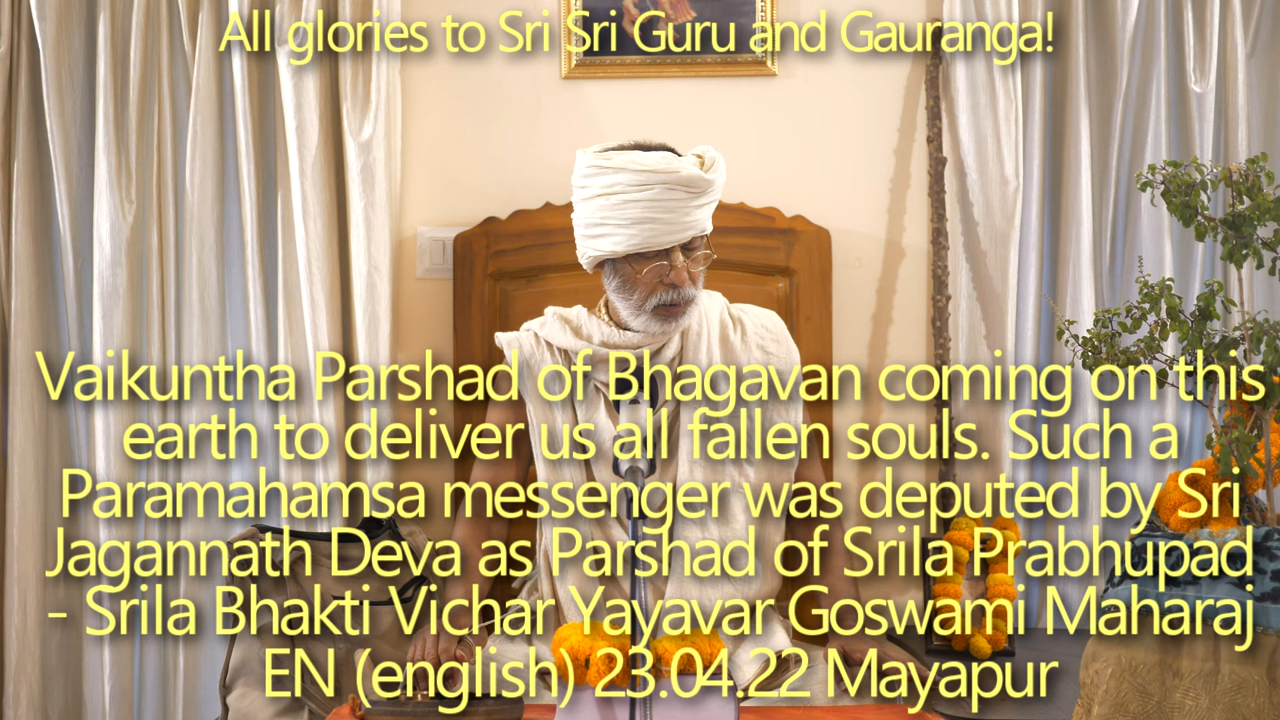 All glories to Sri Sri Guru and Gauranga!
Vaikuntha Parshad of Bhagavan coming on this
earth to deliver us all fallen souls. Such a
Paramahamsa messenger was deputed by Sri
Jagannath Deva as Parshad of Srila Prabhupad
- Srila Bhakti Vichar Yayavar Goswami Maharaj
EN (english) 23.04.22 Mayapur